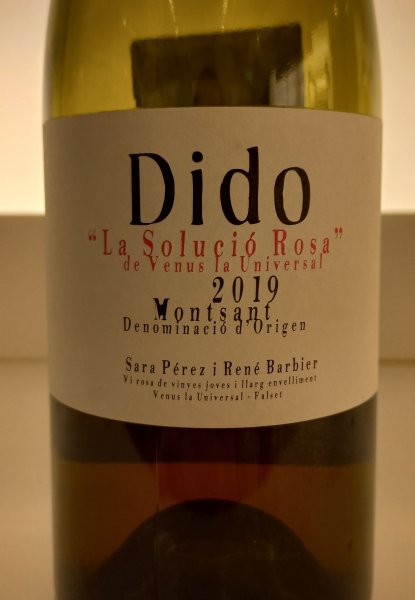 Dido
“La Solució Rosa”
de Venus la Universal
2019
Montsant
Denominació d’Origen
Sara Pérez i René Barbier
Vi rosa de vinyes joves i llarg envelliment
Venus la Universal - Falset